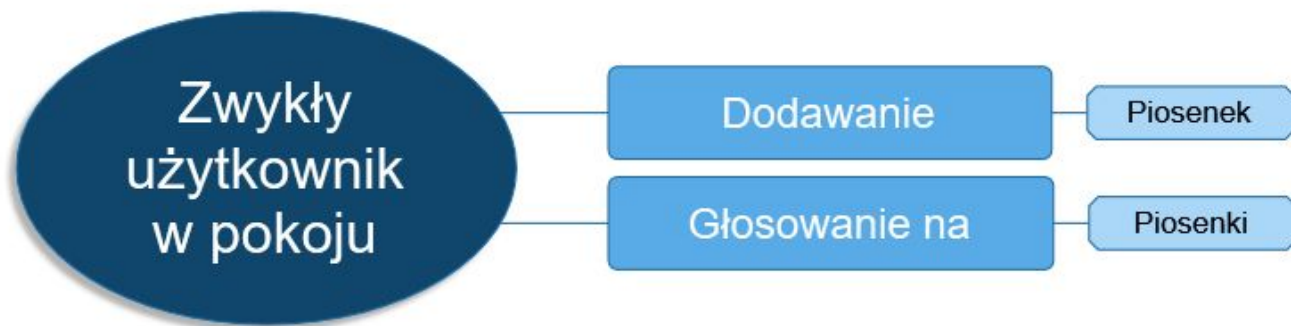 Zwykły
użytkownik
w pokoju
Dodawanie
Piosenek
Głosowanie na
Piosenki